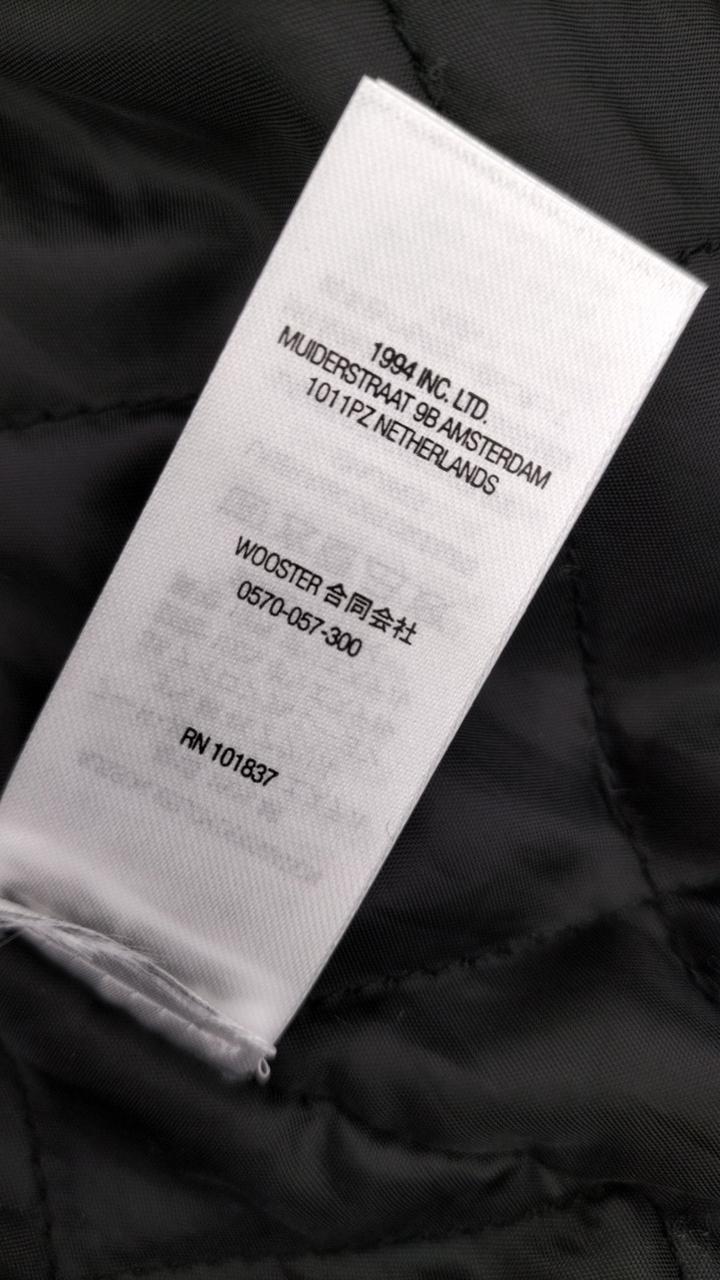 1994 INC. LTD.
MUIDERSTRAAT 9B AMSTERDAM
1011PZ NETHERLANDS
WOOSTER 合同会社
0570-057-300
RN 101837